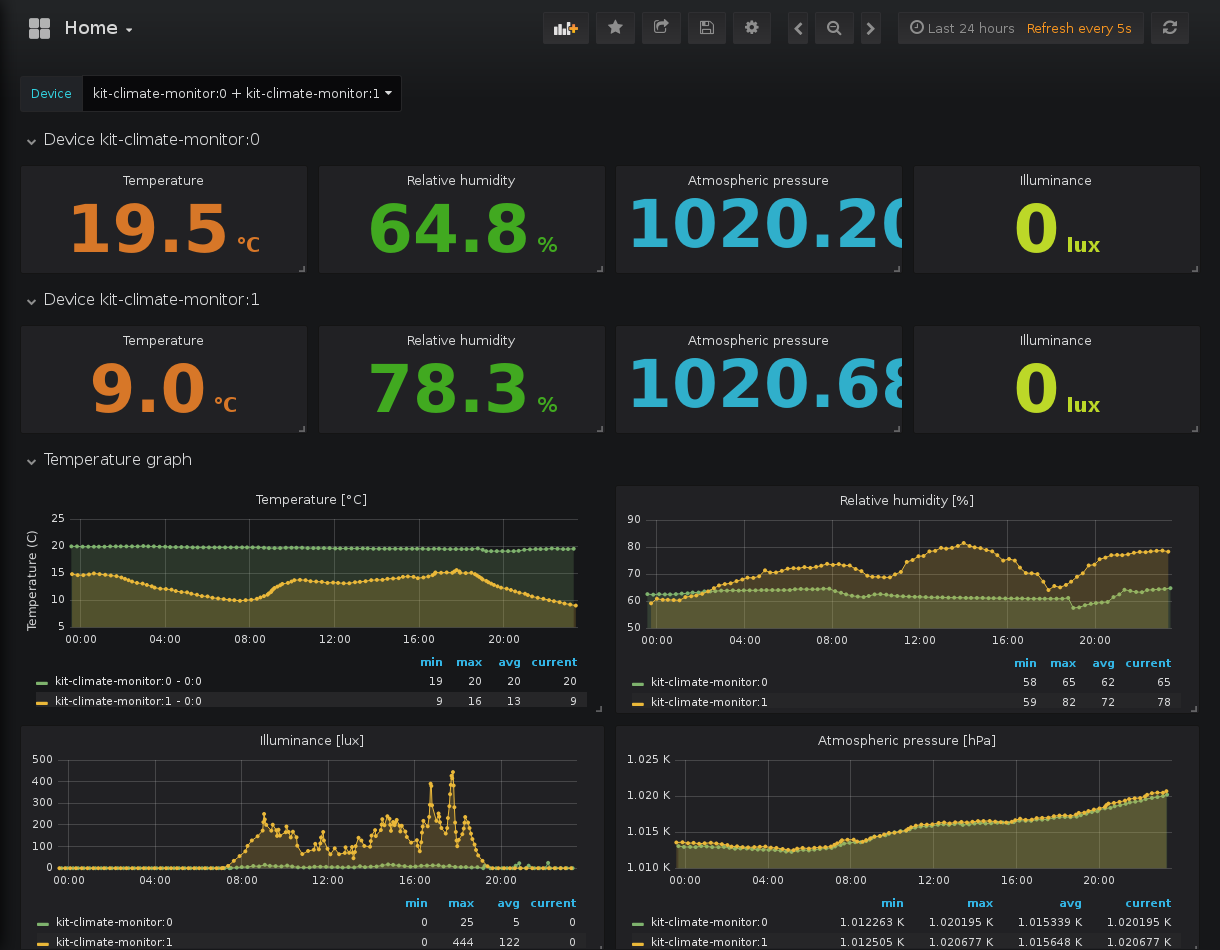 Home
Last 24 hours Refresh every 5s
Device kit-climate-monitor:0 + kit-climate-monitor:1
Device kit-climate-monitor:0
Temperature Relative humidity Atmospheric pressure Illuminance
19.5 °C 64.8 % 1020.20 0 lux
Device kit-climate-monitor:1
Temperature Relative humidity Atmospheric pressure Illuminance
9.0 °C 78.3 % 1020.68 0 lux
Temperature graph
Temperature [°C]
Temperature (C)
25
20
15
10
5
00:00 04:00 08:00 12:00 16:00 20:00
min max avg current
kit-climate-monitor:0 - 0:0 19 20 20 20
kit-climate-monitor:1 - 0:0 9 16 13 9
Relative humidity [%]
90
80
70
60
50
00:00 04:00 08:00 12:00 16:00 20:00
min max avg current
kit-climate-monitor:0 58 65 62 65
kit-climate-monitor:1 59 82 72 78
Illuminance [lux]
500
400
300
200
100
0
00:00 04:00 08:00 12:00 16:00 20:00
min max avg current
kit-climate-monitor:0 0 25 5 0
kit-climate-monitor:1 0 444 122 0
Atmospheric pressure [hPa]
1.025 K
1.020 K
1.015 K
1.010 K
00:00 04:00 08:00 12:00 16:00 20:00
min max avg current
kit-climate-monitor:0 1.012263 K 1.020195 K 1.015339 K 1.020195 K
kit-climate-monitor:1 1.012505 K 1.020677 K 1.015648 K 1.020677 K